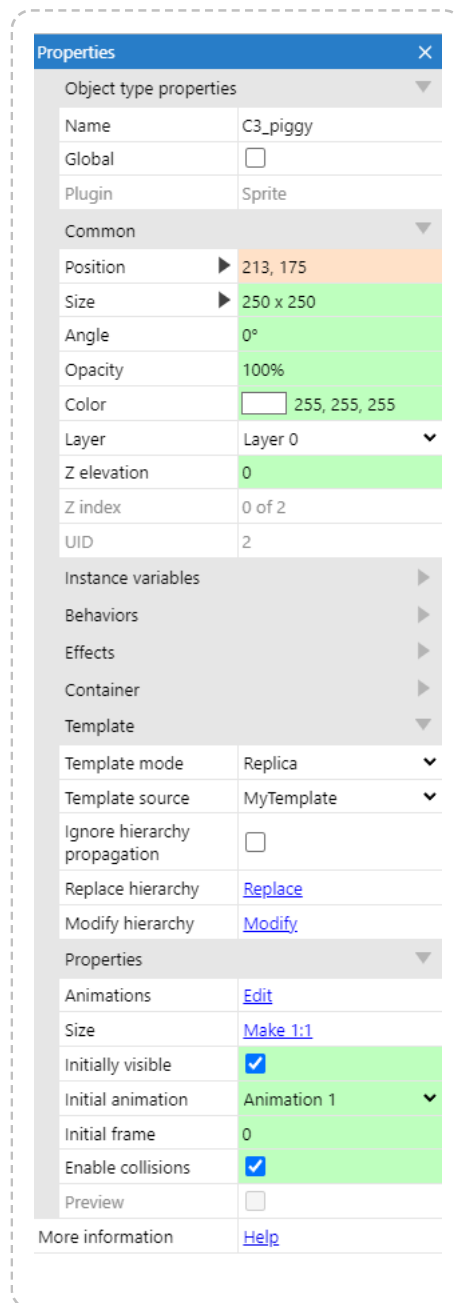 Properties
Object type properties
Name C3_piggy
Global
Plugin Sprite
Common
Position 213, 175
Size 250 x 250
Angle 0°
Opacity 100%
Color 255, 255, 255
Layer Layer 0
Z elevation 0
Z index 0 of 2
UID 2
Instance variables
Behaviors
Effects
Container
Template
Template mode Replica
Template source MyTemplate
Ignore hierarchy
propagation
Replace hierarchy Replace
Modify hierarchy Modify
Properties
Animations Edit
Size Make 1:1
Initially visible
Initial animation Animation 1
Initial frame 0
Enable collisions
Preview
More information Help